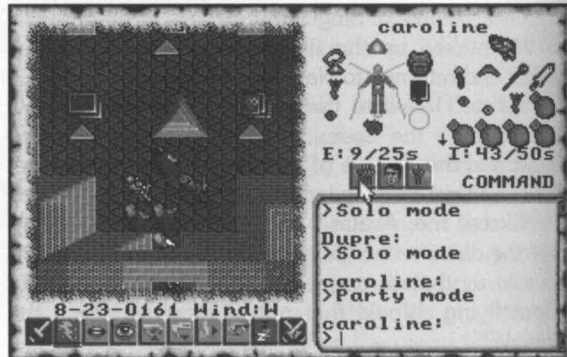 caroline
E: 9/25s I: 43/50s
COMMAND
>Solo mode
Dupre:
>Solo mode
caroline:
>Party mode
caroline:
>
8-23-0161 Wind:W